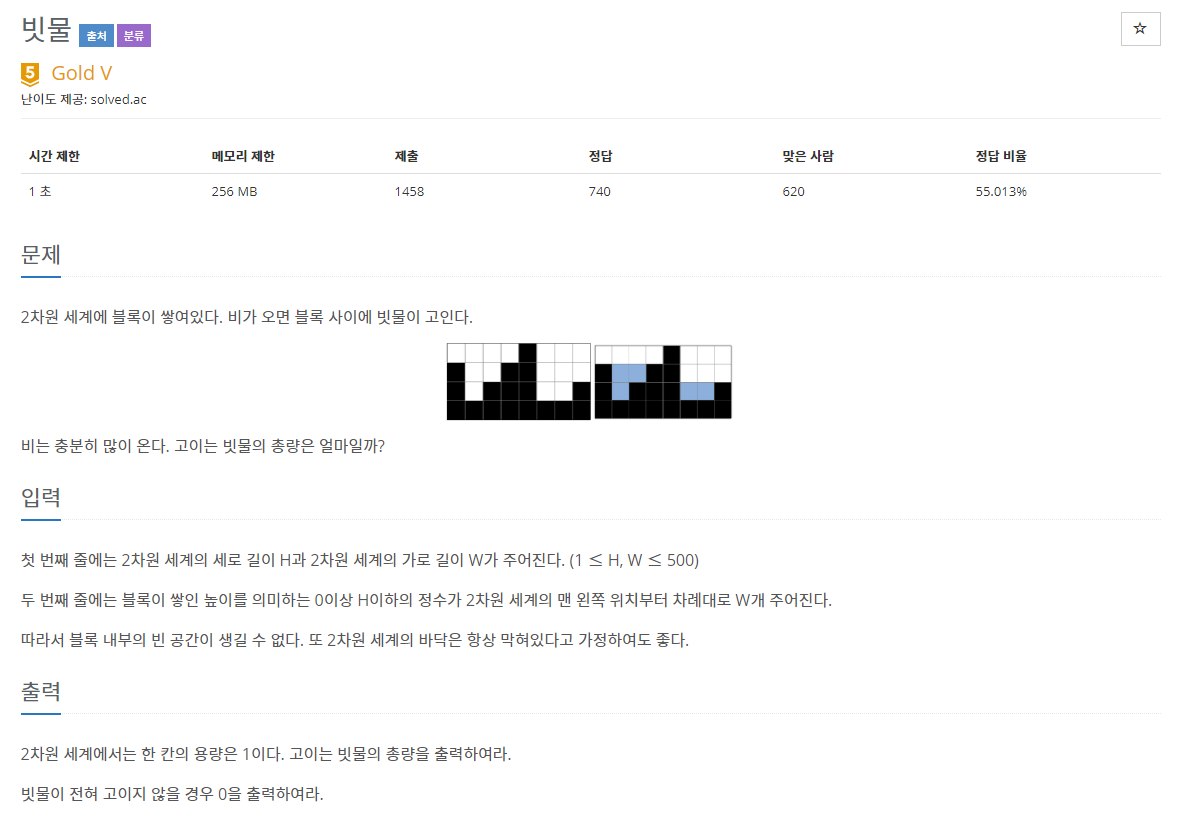 빗물 출처 분류
☆
5 Gold V
난이도 제공: solved.ac
시간 제한 메모리 제한 제출 정답 맞은 사람 정답 비율
1 초 256 MB 1458 740 620 55.013%
문제
2차원 세계에 블록이 쌓여있다. 비가 오면 블록 사이에 빗물이 고인다.
비는 충분히 많이 온다. 고이는 빗물의 총량은 얼마일까?
입력
첫 번째 줄에는 2차원 세계의 세로 길이 H과 2차원 세계의 가로 길이 W가 주어진다. (1 ≤ H, W ≤ 500)
두 번째 줄에는 블록이 쌓인 높이를 의미하는 0이상 H이하의 정수가 2차원 세계의 맨 왼쪽 위치부터 차례대로 W개 주어진다.
따라서 블록 내부의 빈 공간이 생길 수 없다. 또 2차원 세계의 바닥은 항상 막혀있다고 가정하여도 좋다.
출력
2차원 세계에서는 한 칸의 용량은 1이다. 고이는 빗물의 총량을 출력하여라.
빗물이 전혀 고이지 않을 경우 0을 출력하여라.